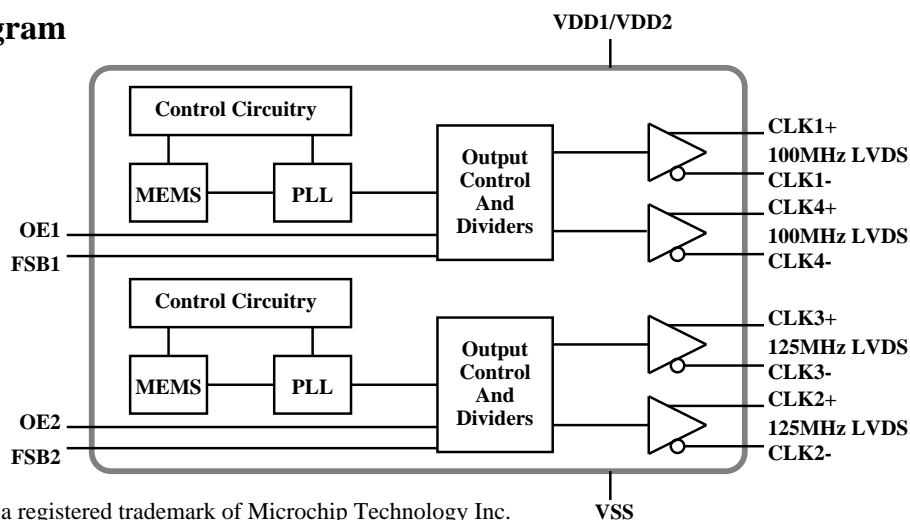 gram
VDD1/VDD2
Control Circuitry
MEMS
PLL
Output
Control
And
Dividers
CLK1+
100MHz LVDS
CLK1-
CLK4+
100MHz LVDS
CLK4-
OE1
FSB1
Control Circuitry
MEMS
PLL
Output
Control
And
Dividers
CLK3+
125MHz LVDS
CLK3-
CLK2+
125MHz LVDS
CLK2-
OE2
FSB2
a registered trademark of Microchip Technology Inc.
VSS